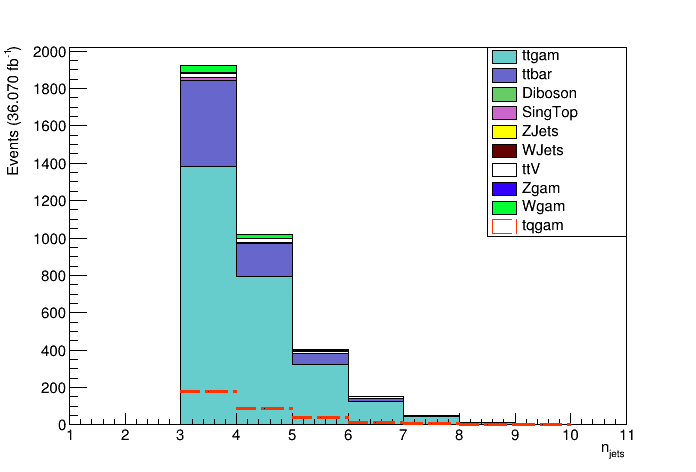 Events (36.070 fb-1)
2000
1800
1600
1400
1200
1000
800
600
400
200
0
1 2 3 4 5 6 7 8 9 10 11
njets
ttgam
ttbar
Diboson
SingTop
ZJets
WJets
ttV
Zgam
Wgam
tqgam